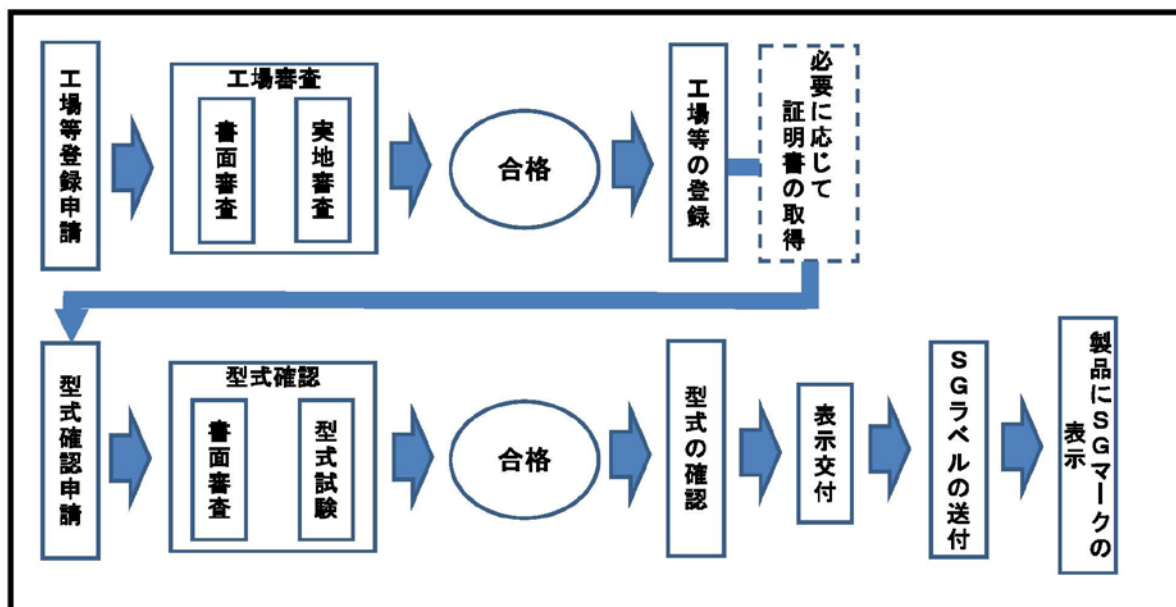 工場等登録申請
工場審査
書面審査
実地審査
合格
工場等の登録
必要に応じて
証明書の取得
型式確認申請
型式確認
書面審査
型式試験
合格
型式の確認
表示交付
SGラベルの送付
製品にSGマークの
表示